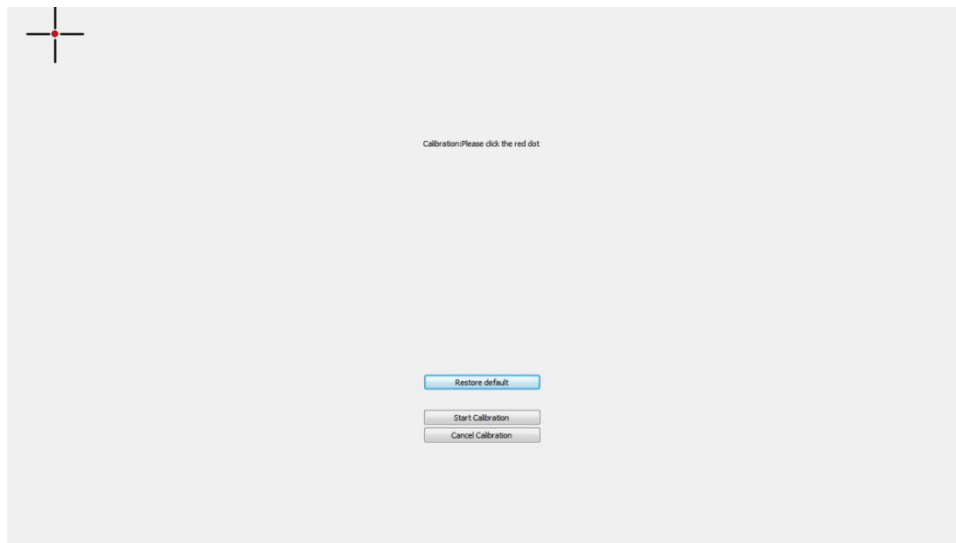 Calibration:Please click the red dot
Restore default
Start Calibration
Cancel Calibration